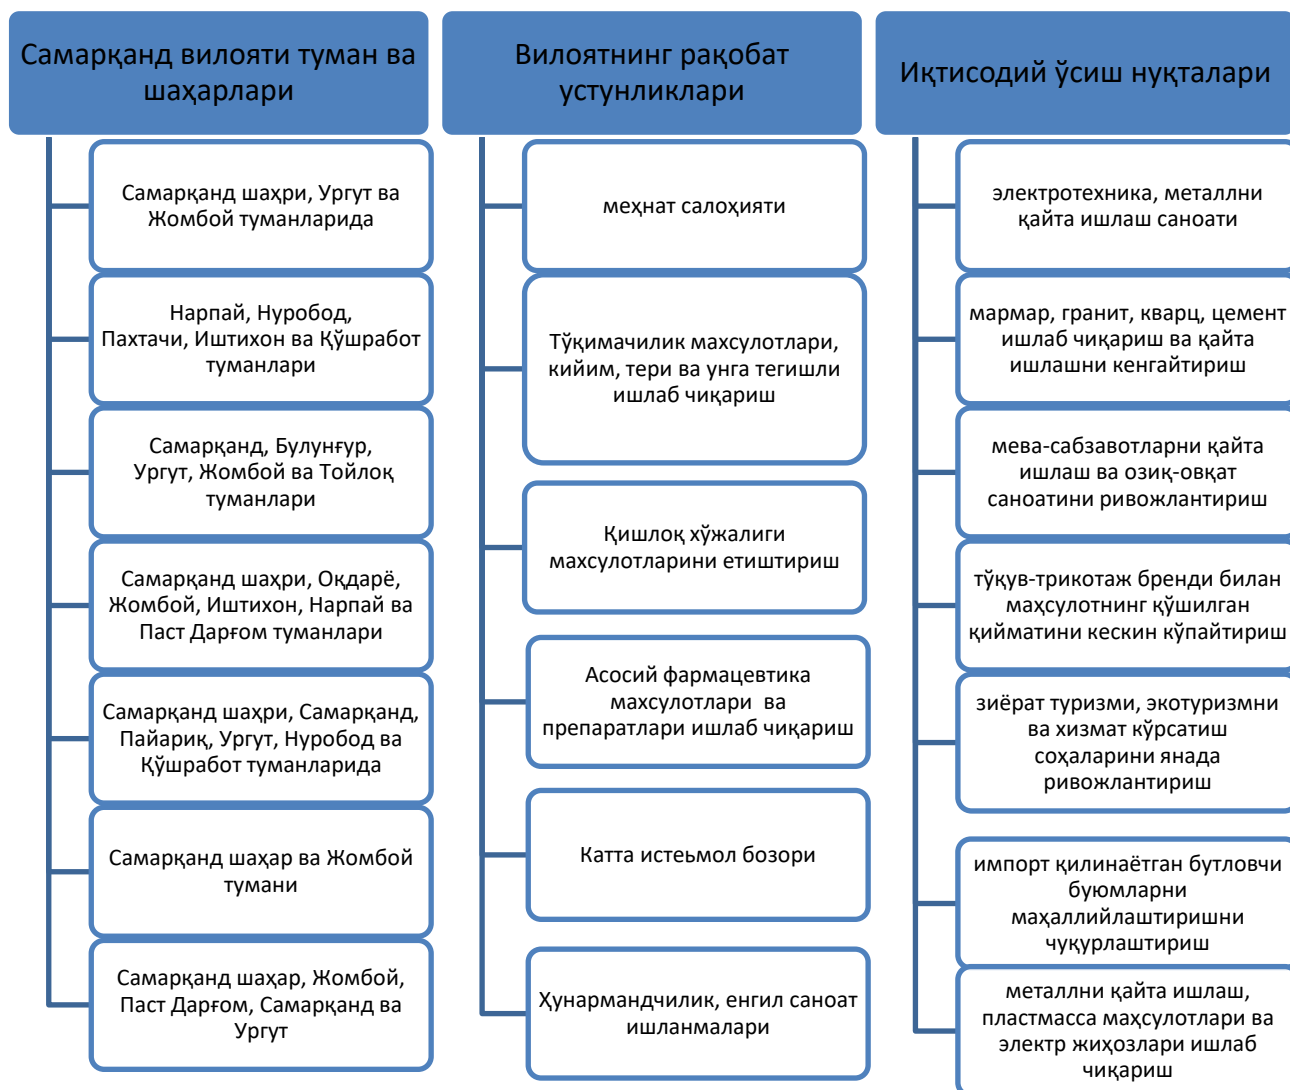 Самарқанд вилояти туман ва
шаҳарлари
Самарқанд шаҳри, Ургут ва
Жомбой туманларида
Нарпай, Нуробод,
Пахтачи, Иштихон ва Қўшработ
туманлари
Самарқанд, Булунғур,
Ургут, Жомбой ва Тойлоқ
туманлари
Самарқанд шаҳри, Оқдарё,
Жомбой, Иштихон, Нарпай ва
Паст Дарғом туманлари
Самарқанд шаҳри, Самарқанд,
Пайариқ, Ургут, Нуробод ва
Қўшработ туманларида
Самарқанд шаҳар ва Жомбой
тумани
Самарқанд шаҳар, Жомбой,
Паст Дарғом, Самарқанд ва
Ургут
Вилоятнинг рақобат
устунликлари
меҳнат салоҳияти
Тўқимачилик махсулотлари,
кийим, тери ва унга тегишли
ишлаб чиқариш
Қишлоқ хўжалиги
махсулотларини етиштириш
Асосий фармацевтика
махсулотлари ва
препаратлари ишлаб чиқариш
Катта истеьмол бозори
Ҳунармандчилик, енгил саноат
ишланмалари
Иқтисодий ўсиш нуқталари
электротехника, металлни
қайта ишлаш саноати
мармар, гранит, кварц, цемент
ишлаб чиқариш ва қайта
ишлашни кенгайтириш
мева-сабзавотларни қайта
ишлаш ва озиқ-овқат
саноатини ривожлантириш
тўқув-трикотаж бренди билан
маҳсулотнинг қўшилган
қийматини кескин кўпайтириш
зиёрат туризми, экотуризмни
ва хизмат кўрсатиш
соҳаларини янада
ривожлантириш
импорт қилинаётган бутловчи
буюмларни
маҳаллийлаштиришни
чуқурлаштириш
металлни қайта ишлаш,
пластмасса маҳсулотлари ва
электр жиҳозлари ишлаб
чиқариш